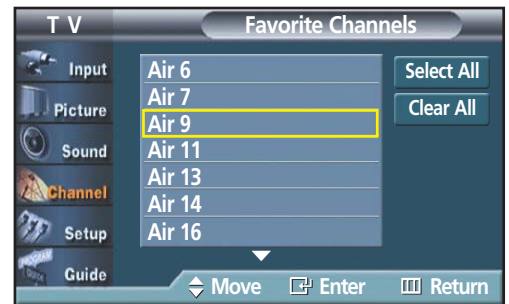 T V
Favorite Channels
Input
Picture
Sound
Channel
Setup
Guide
Air 6
Air 7
Air 9
Air 11
Air 13
Air 14
Air 16
Select All
Clear All
Move Enter Return